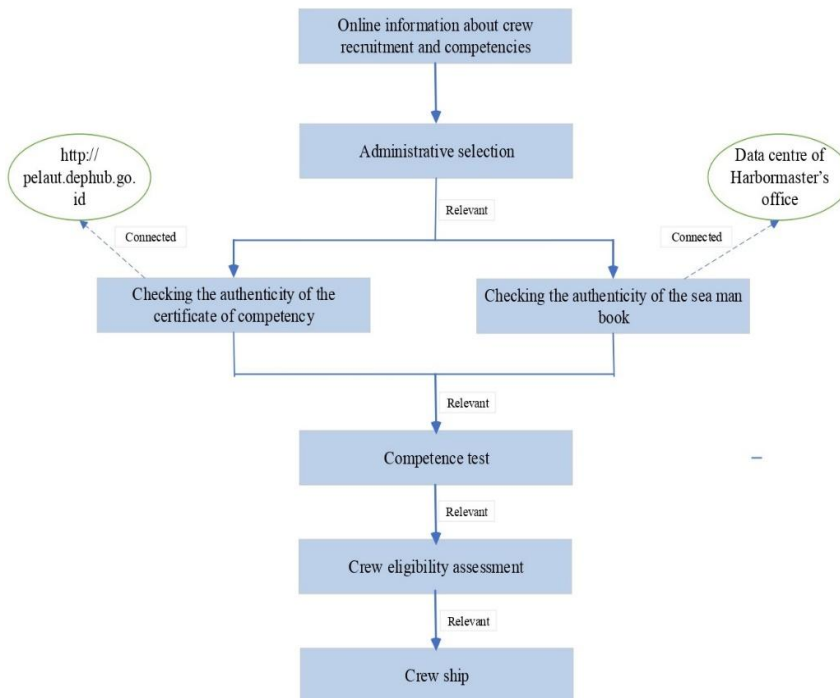 Online information about crew
recruitment and competencies
Administrative selection
http://
pelaut.dephub.go.
id
Data centre of
Harbormaster’s
office
Relevant
Connected
Connected
Checking the authenticity of the
certificate of competency
Checking the authenticity of the sea man
book
Relevant
Competence test
Relevant
Crew eligibility assessment
Relevant
Crew ship